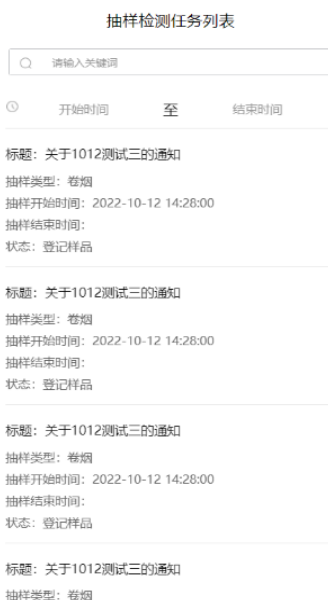 抽样检测任务列表
请输入关键词
开始时间 至 结束时间
标题：关于1012测试三的通知
抽样类型：卷烟
抽样开始时间：2022-10-12 14:28:00
抽样结束时间：
状态：登记样品
标题：关于1012测试三的通知
抽样类型：卷烟
抽样开始时间：2022-10-12 14:28:00
抽样结束时间：
状态：登记样品
标题：关于1012测试三的通知
抽样类型：卷烟
抽样开始时间：2022-10-12 14:28:00
抽样结束时间：
状态：登记样品
标题：关于1012测试三的通知
抽样类型：卷烟